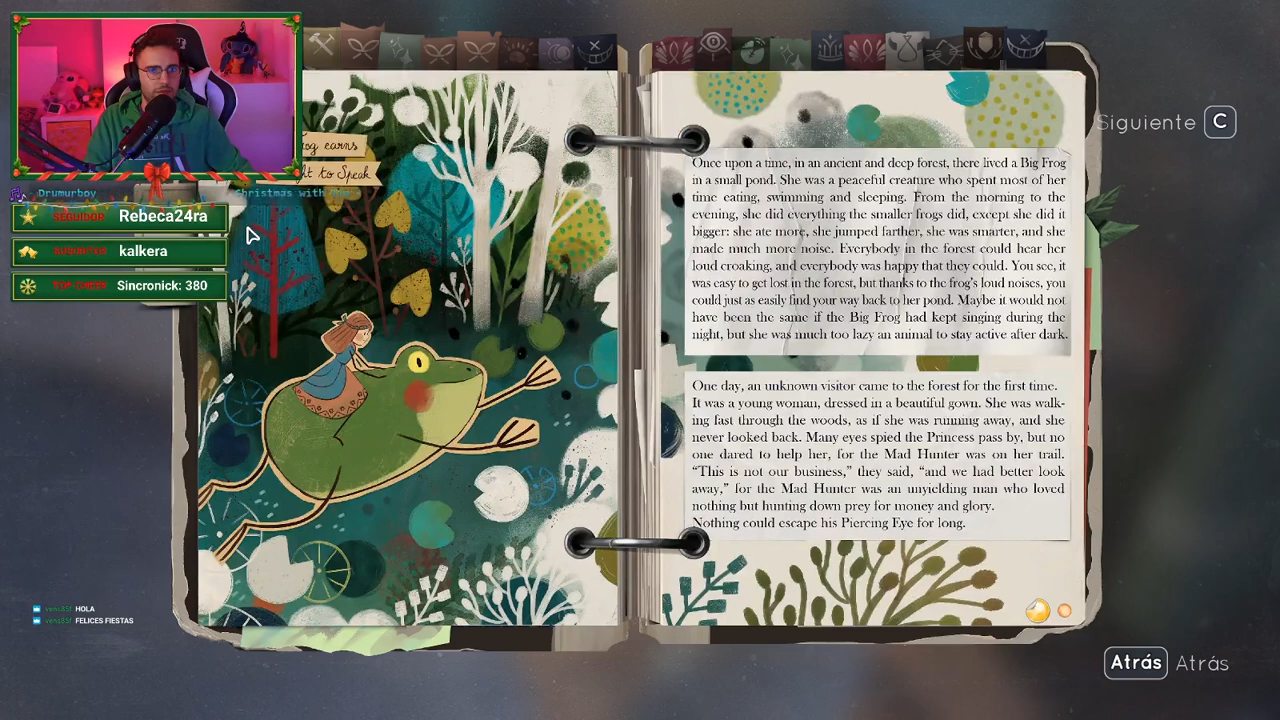 Drumurboy
Christmas with
SEGUIDOR Rebeca24ra
kalkera
Sincronick: 380
og earns
ht to Speak
Siguiente C
Once upon a time, in an ancient and deep forest, there lived a Big Frog
in a small pond. She was a peaceful creature who spent most of her
time eating, swimming and sleeping. From the morning to the
evening, she did everything the smaller frogs did, except she did it
bigger: she ate more, she jumped farther, she was smarter, and she
made much more noise. Everybody in the forest could hear her
loud croaking, and everybody was happy that they could. You see, it
was easy to get lost in the forest, but thanks to the frog's loud noises, you
could just as easily find your way back to her pond. Maybe it would not
have been the same if the Big Frog had kept singing during the
night, but she was much too lazy an animal to stay active after dark.
One day, an unknown visitor came to the forest for the first time.
It was a young woman, dressed in a beautiful gown. She was walk-
ing fast through the woods, as if she was running away, and she
never looked back. Many eyes spied the Princess pass by, but no
one dared to help her, for the Mad Hunter was on her trail.
“This is not our business,” they said, “and we had better look
away,” for the Mad Hunter was an unyielding man who loved
nothing but hunting down prey for money and glory.
Nothing could escape his Piercing Eye for long.
HOLA
FELICES FIESTAS
Atrás Atrás